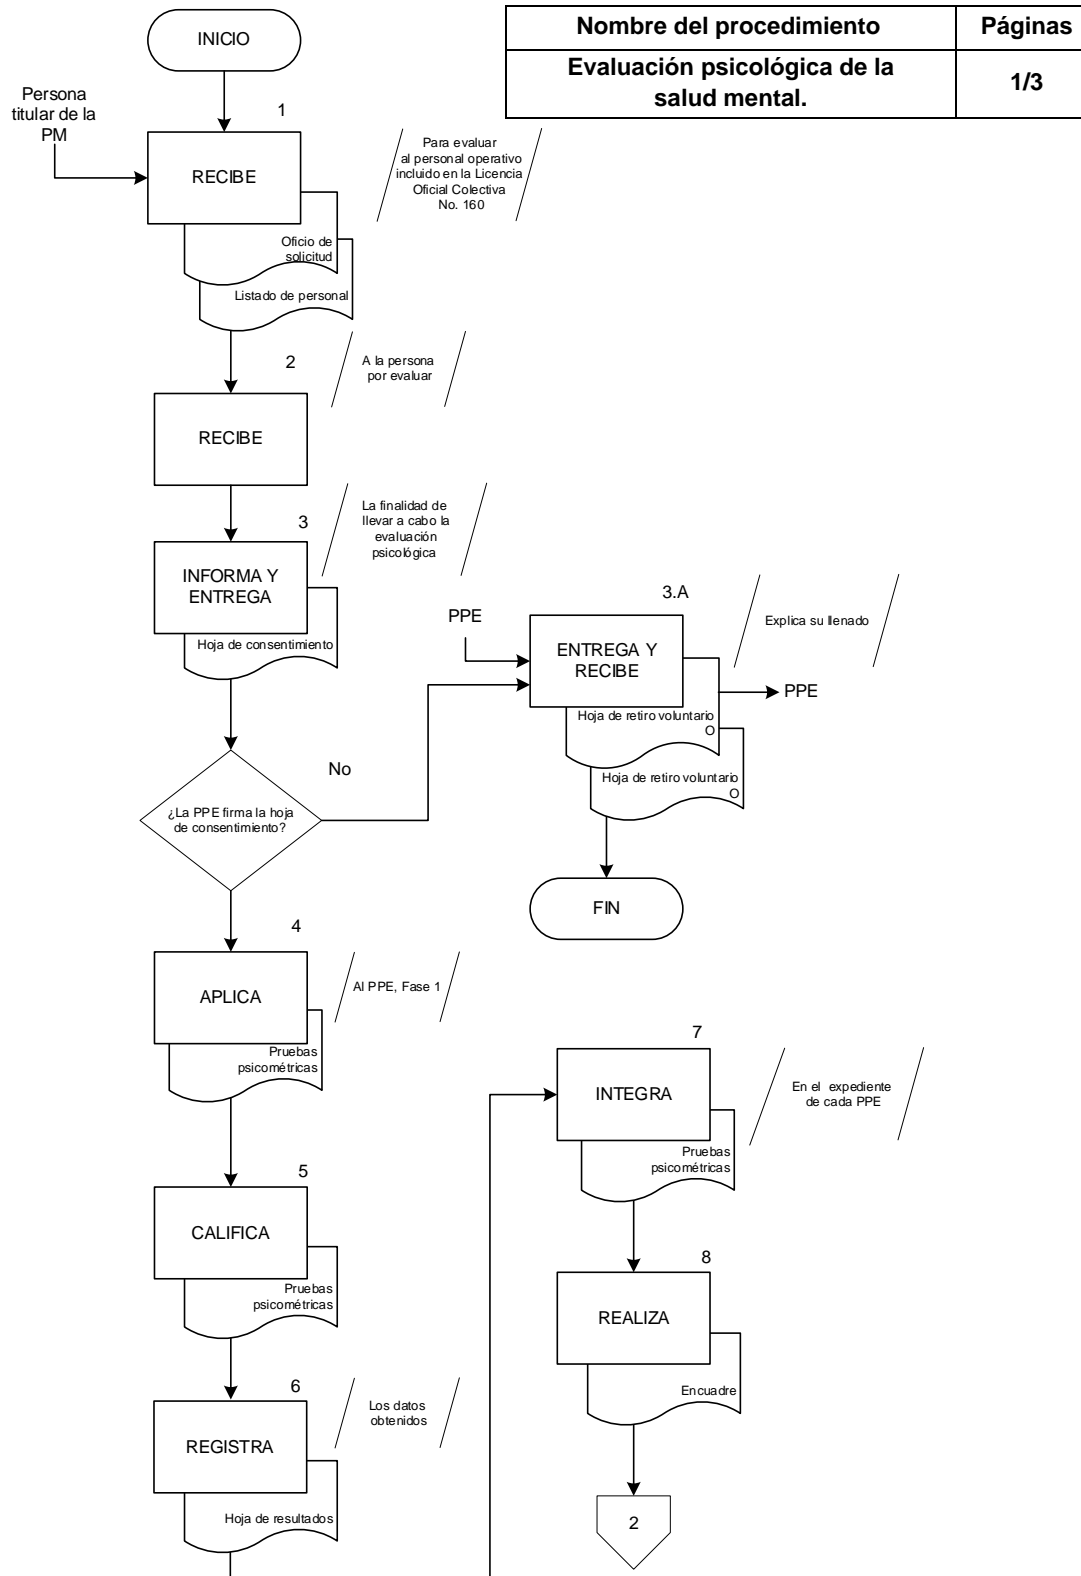 Nombre del procedimiento
Páginas
Evaluación psicológica de la
salud mental.
1/3
INICIO
Persona
titular de la
PM
1
RECIBE
Para evaluar
al personal operativo
incluido en la Licencia
Oficial Colectiva
No. 160
Oficio de
solicitud
Listado de personal
2
A la persona
por evaluar
RECIBE
3
La finalidad de
llevar a cabo la
evaluación
psicológica
INFORMA Y
ENTREGA
Hoja de consentimiento
¿La PPE firma la hoja
de consentimiento?
No
PPE
3.A
ENTREGA Y
RECIBE
Explica su llenado
PPE
Hoja de retiro voluntario
O
Hoja de retiro voluntario
O
FIN
4
APLICA
Al PPE, Fase 1
Pruebas
psicométricas
5
CALIFICA
Pruebas
psicométricas
6
REGISTRA
Los datos
obtenidos
Hoja de resultados
7
INTEGRA
En el expediente
de cada PPE
Pruebas
psicométricas
8
REALIZA
Encuadre
2